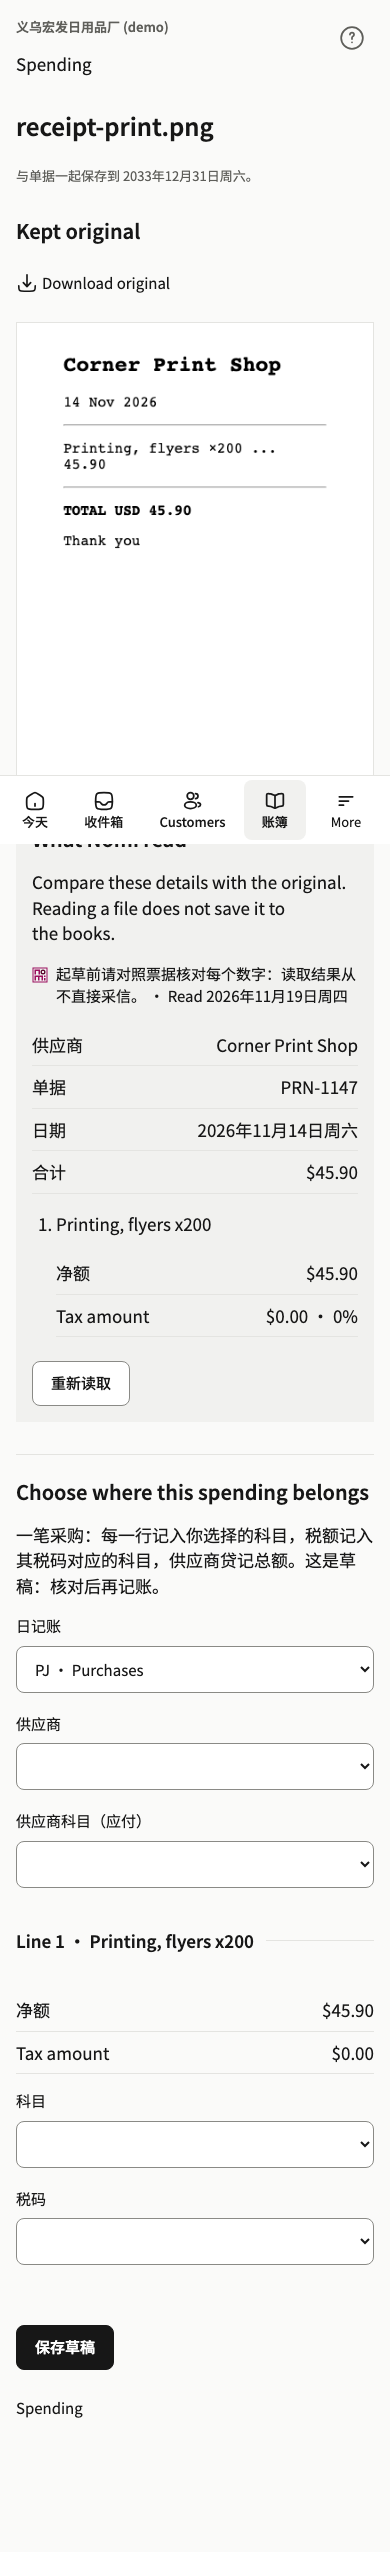 义乌宏发日用品厂 (demo)
Spending
receipt-print.png
与单据一起保存到 2033年12月31日周六。
Kept original
Download original
Corner Print Shop
14 Nov 2026
Printing, flyers ×200 ...
45.90
TOTAL USD 45.90
Thank you
今天
收件箱
Customers
账簿
More
What Nomi read
Compare these details with the original.
Reading a file does not save it to
the books.
起草前请对照票据核对每个数字：读取结果从
不直接采信。 · Read 2026年11月19日周四
供应商 Corner Print Shop
单据 PRN-1147
日期 2026年11月14日周六
合计 $45.90
1. Printing, flyers x200
净额 $45.90
Tax amount $0.00 · 0%
重新读取
Choose where this spending belongs
一笔采购：每一行记入你选择的科目，税额记入
其税码对应的科目，供应商贷记总额。这是草
稿：核对后再记账。
日记账
PJ · Purchases
供应商
供应商科目（应付）
Line 1 · Printing, flyers x200
净额 $45.90
Tax amount $0.00
科目
税码
保存草稿
Spending